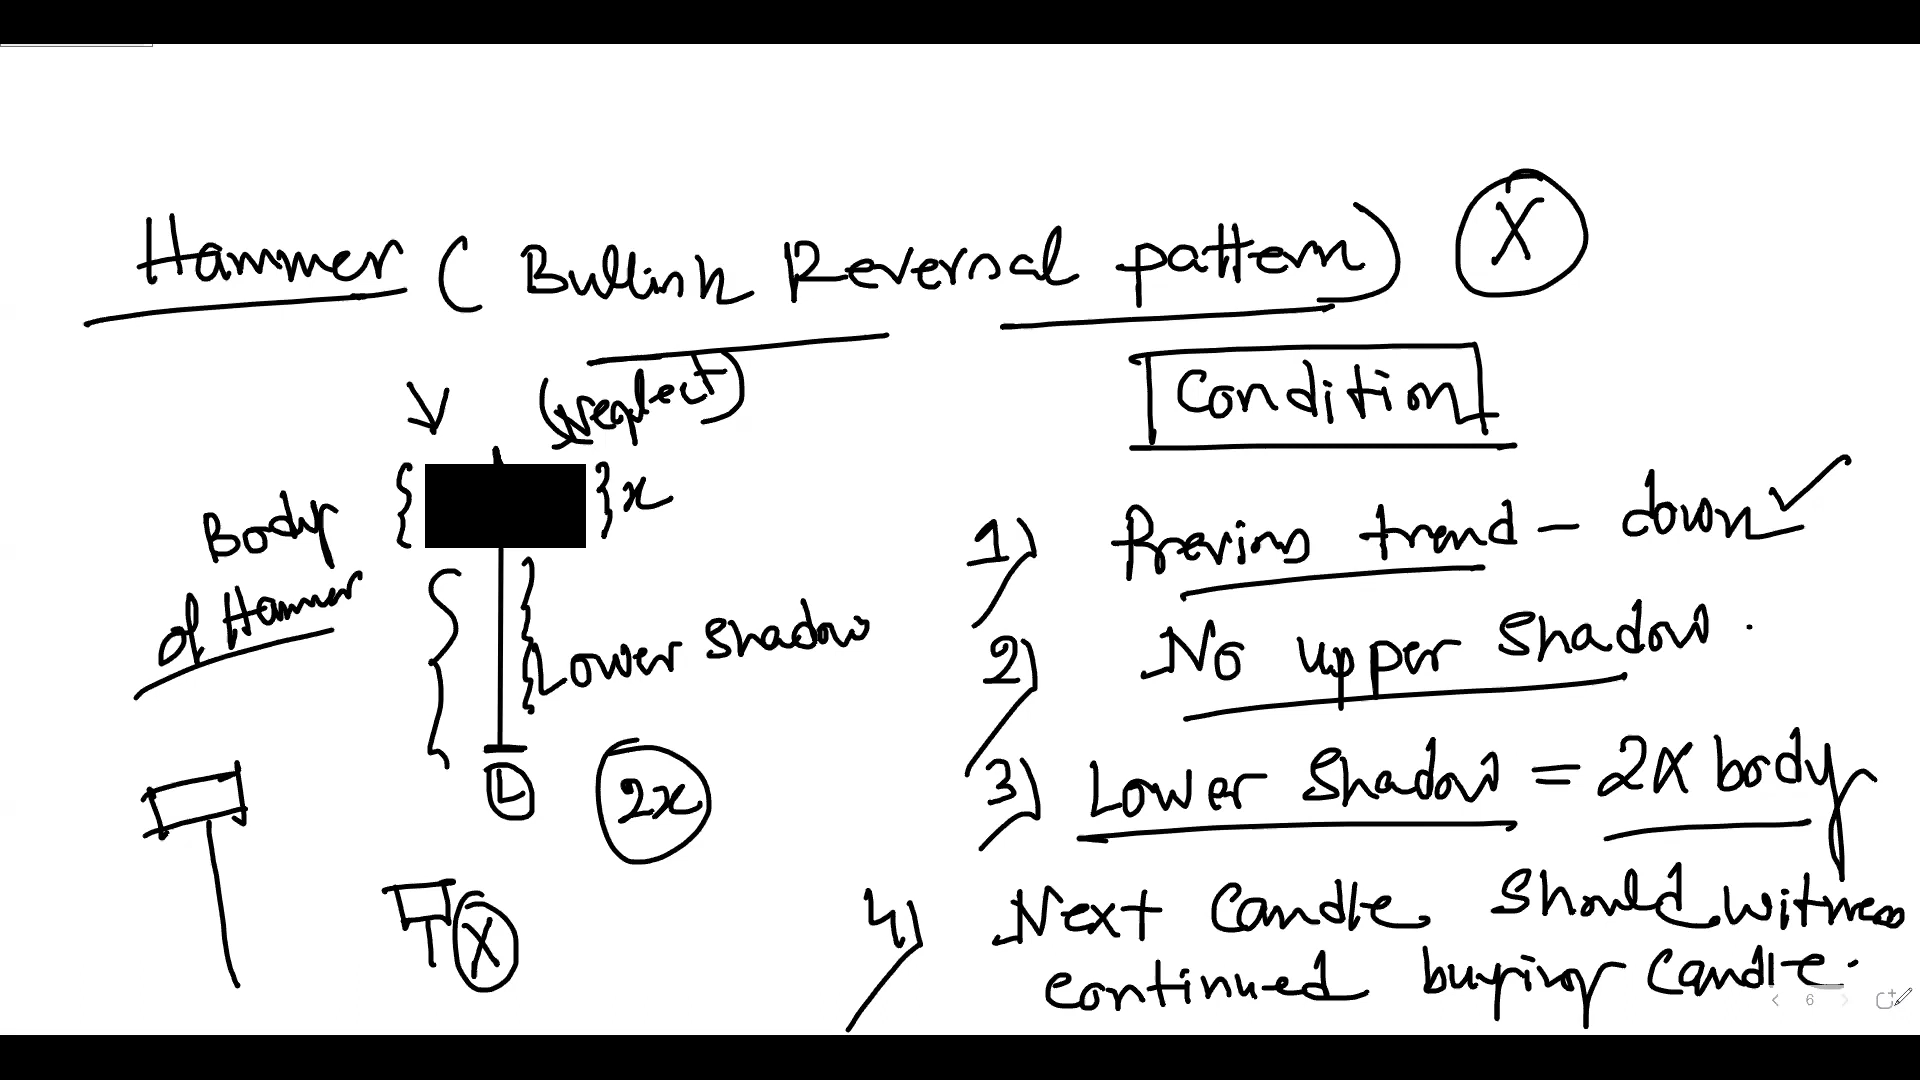 Hammer ( Bullish Reversal pattern) X
(Neglect)
Condition
x
Body
of Hammer
Lower Shadow
L
2x
X
1) Previous trend - down ✓
2) No upper Shadow.
3) Lower Shadow = 2X body
4) Next Candle Should witness
continued buying Candle.
6